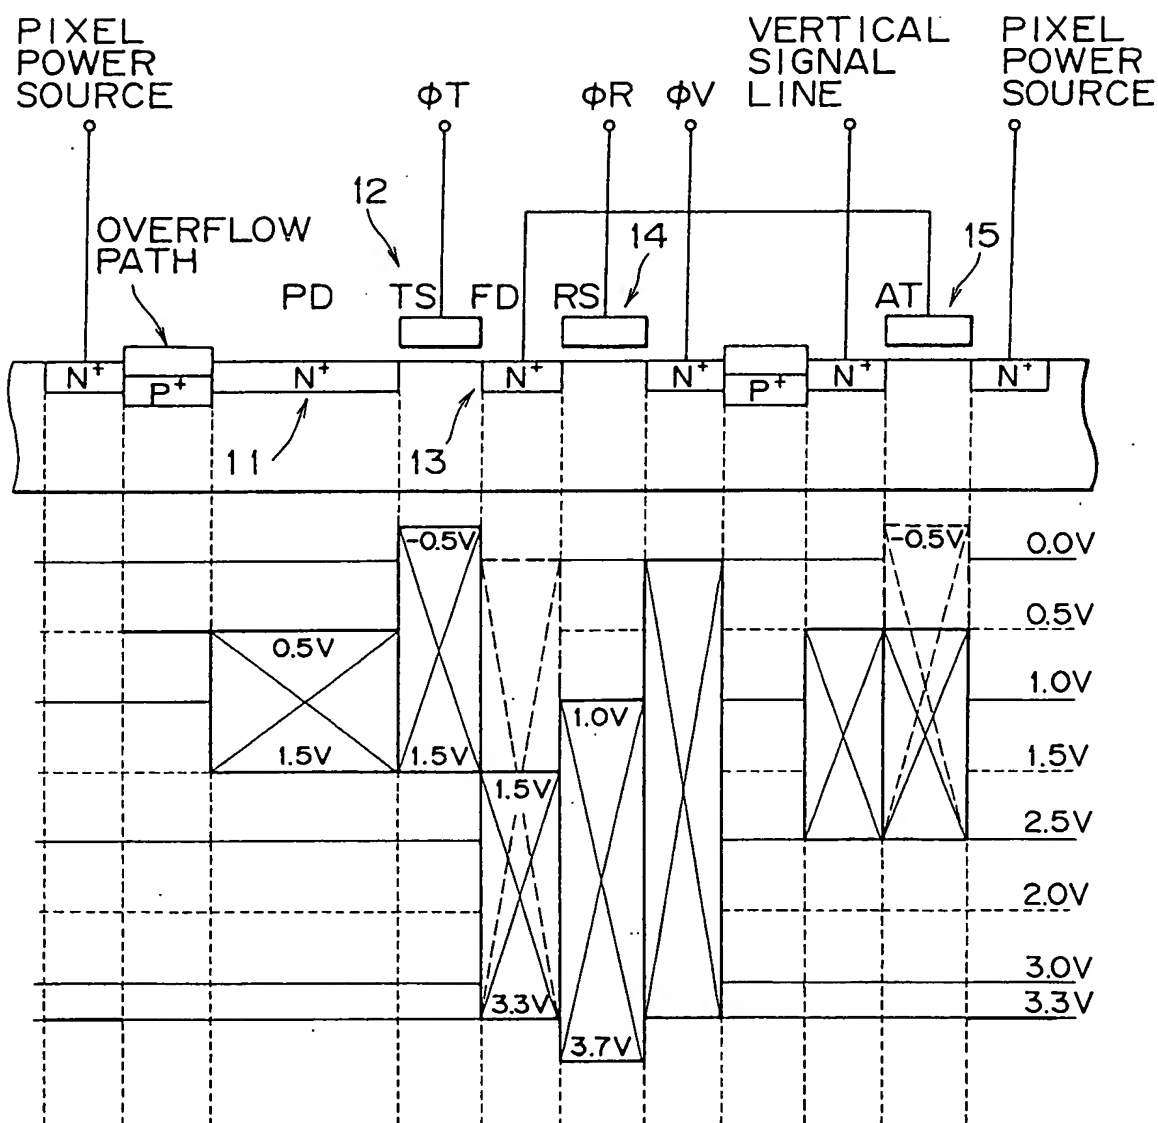 PIXEL
POWER
SOURCE
VERTICAL
SIGNAL
LINE
PIXEL
POWER
SOURCE
ΦT
ΦR
ΦV
12
OVERFLOW
PATH
14
15
PD
TS
FD
RS
AT
N+
P+
N+
N+
N+
P+
N+
N+
11
13
-0.5V
-0.5V
0.0V
0.5V
0.5V
1.0V
1.0V
1.5V
1.5V
1.5V
1.5V
2.5V
2.0V
3.0V
3.3V
3.3V
3.7V